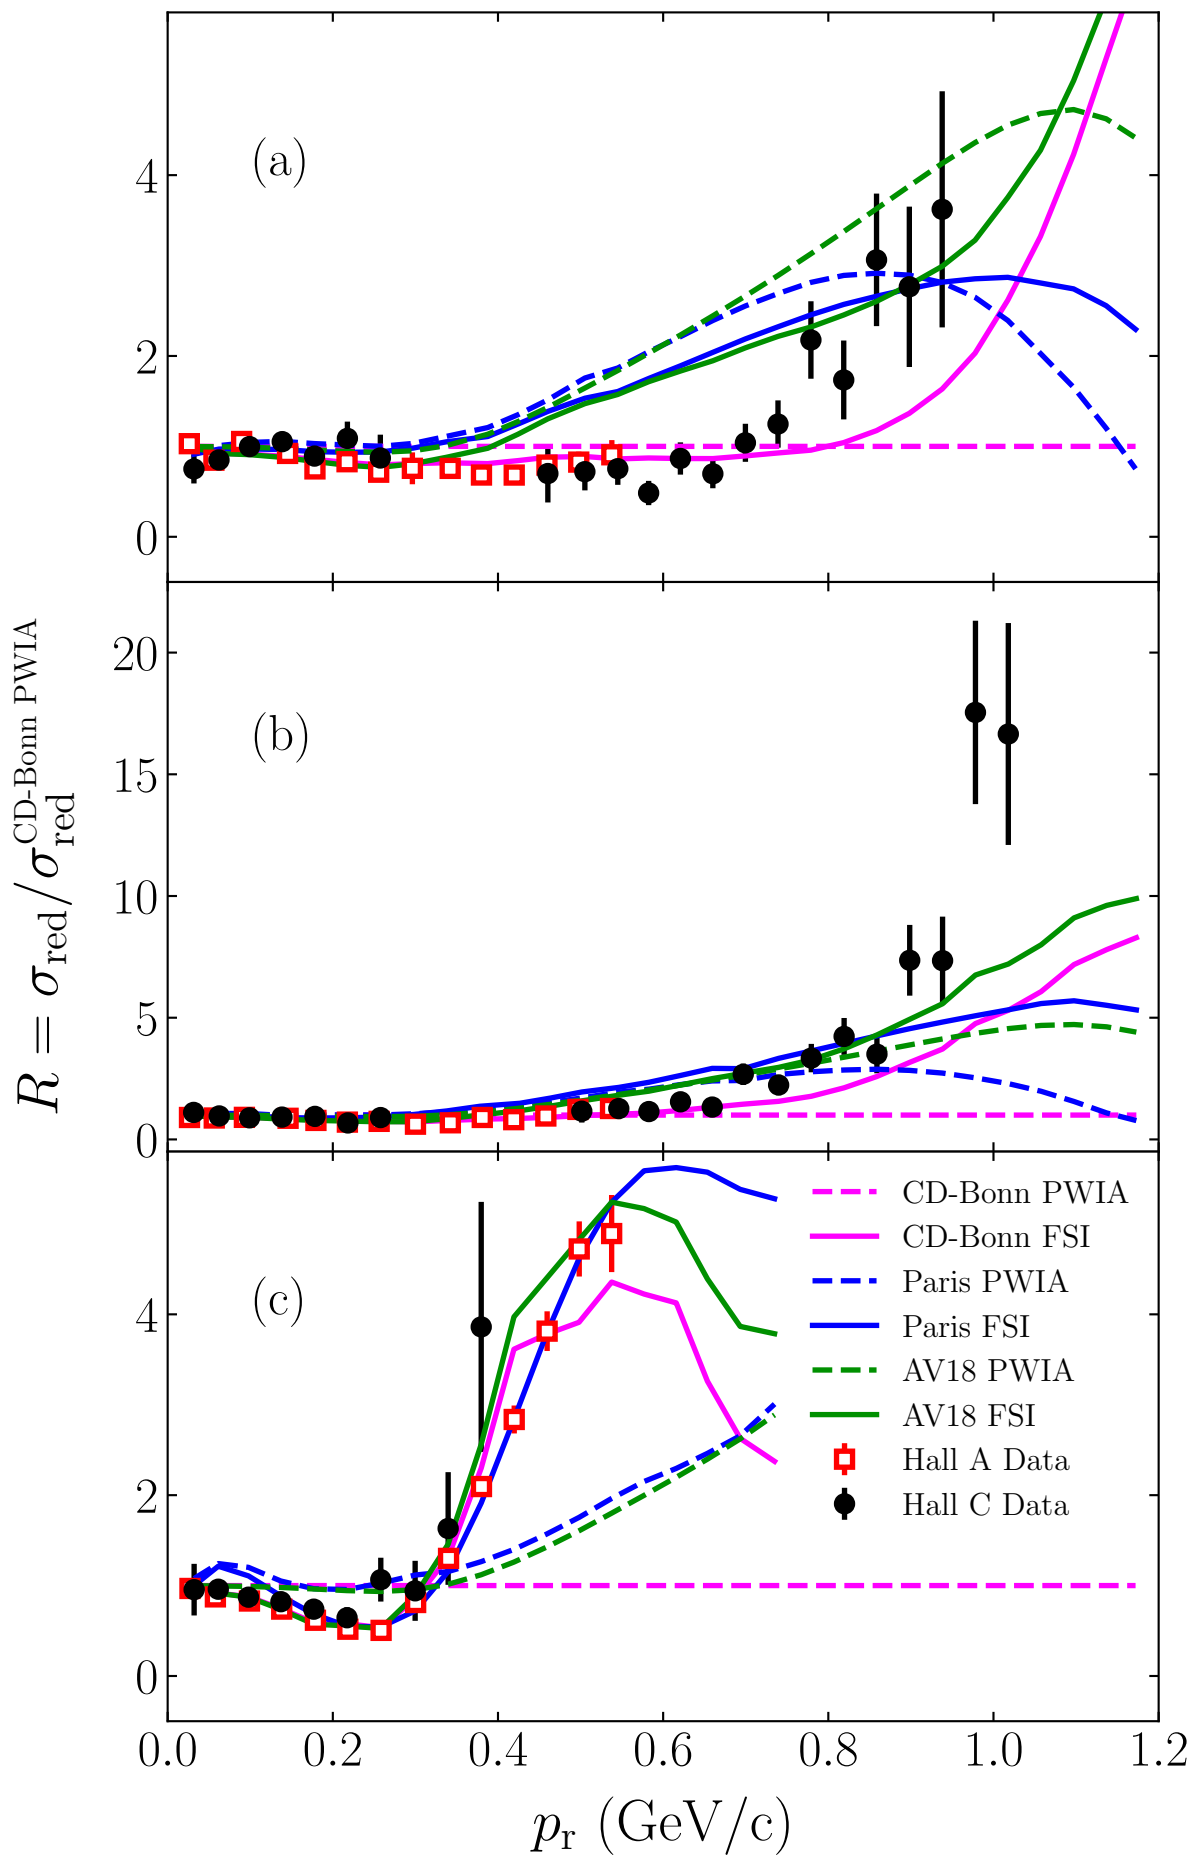 (a)
4
2
0
R = σred/σred^CD-Bonn PWIA
(b)
20
15
10
5
0
(c)
4
2
0
CD-Bonn PWIA
CD-Bonn FSI
Paris PWIA
Paris FSI
AV18 PWIA
AV18 FSI
Hall A Data
Hall C Data
0.0 0.2 0.4 0.6 0.8 1.0 1.2
pr (GeV/c)